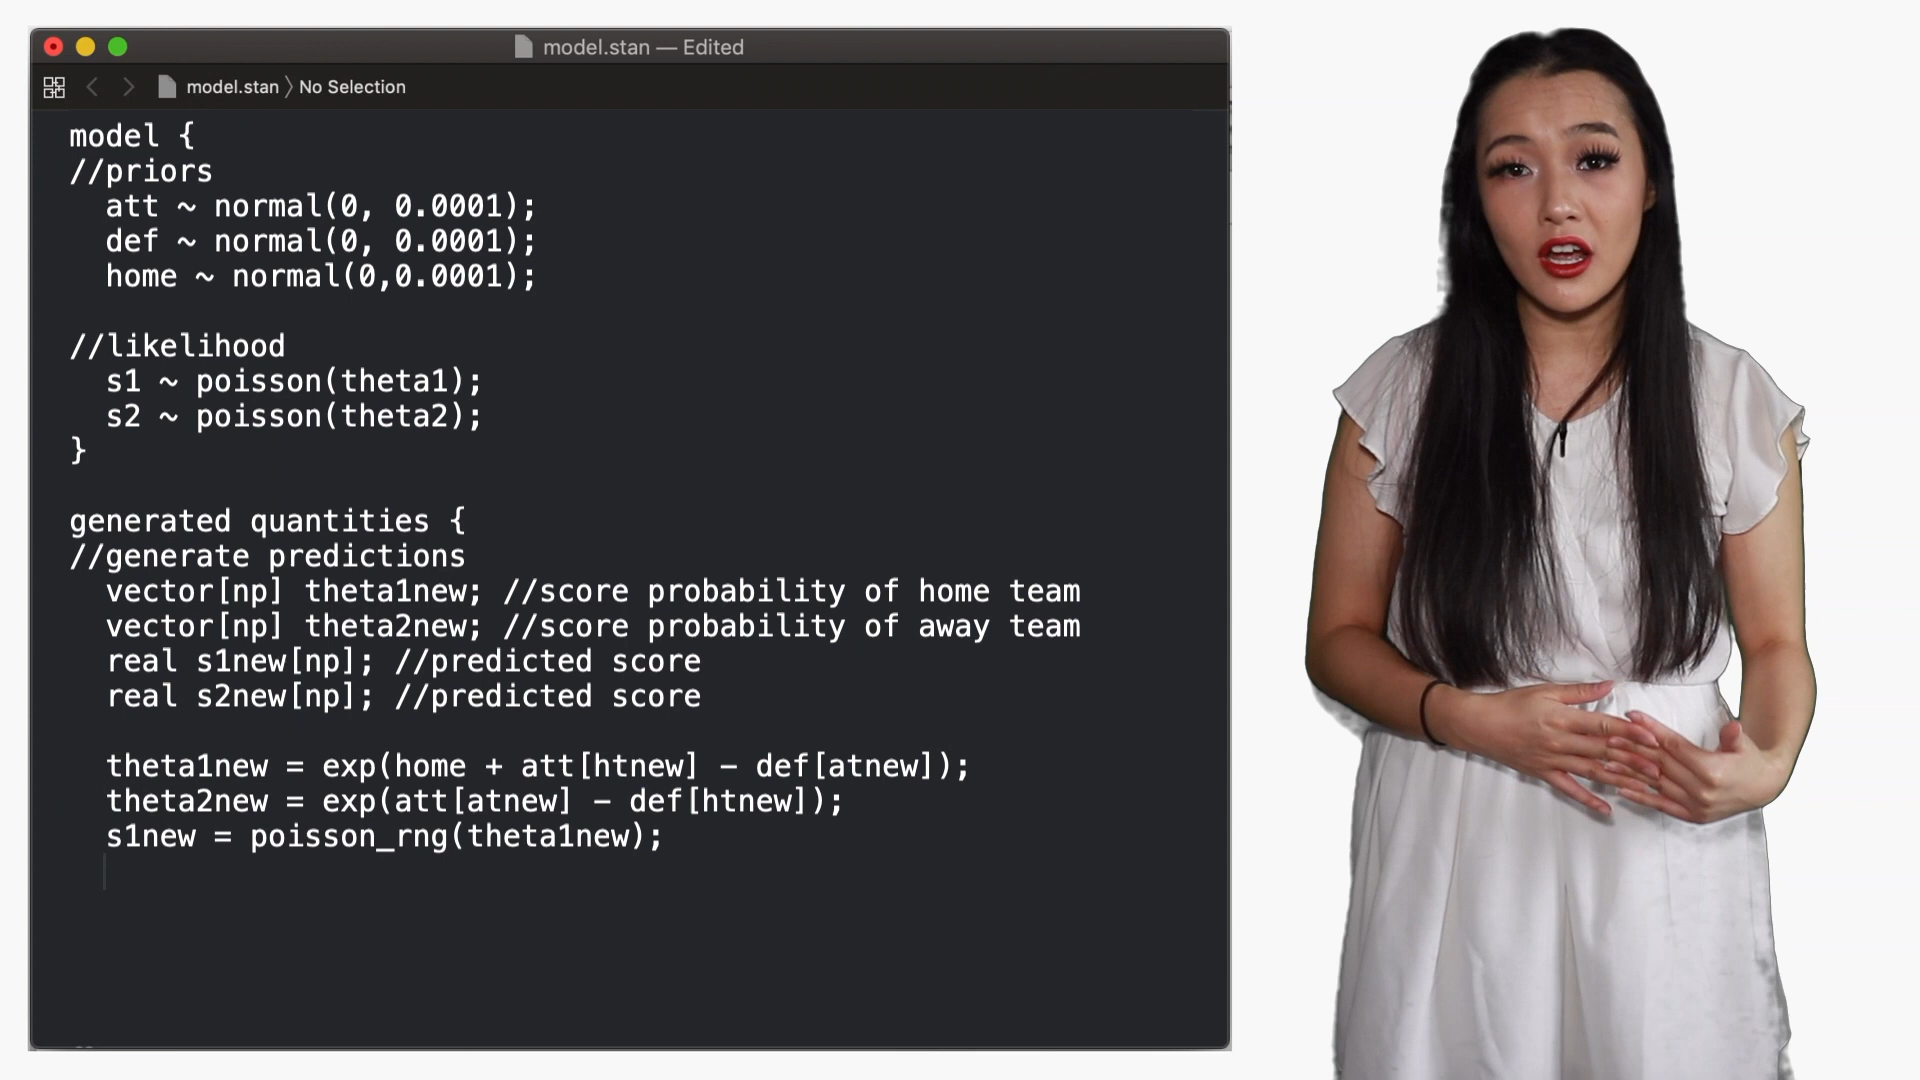 model.stan — Edited
model.stan 〉No Selection
model {
//priors
att ~ normal(0, 0.0001);
def ~ normal(0, 0.0001);
home ~ normal(0,0.0001);
//likelihood
s1 ~ poisson(theta1);
s2 ~ poisson(theta2);
}
generated quantities {
//generate predictions
vector[np] theta1new; //score probability of home team
vector[np] theta2new; //score probability of away team
real s1new[np]; //predicted score
real s2new[np]; //predicted score
theta1new = exp(home + att[htnew] – def[atnew]);
theta2new = exp(att[atnew] – def[htnew]);
s1new = poisson_rng(theta1new);